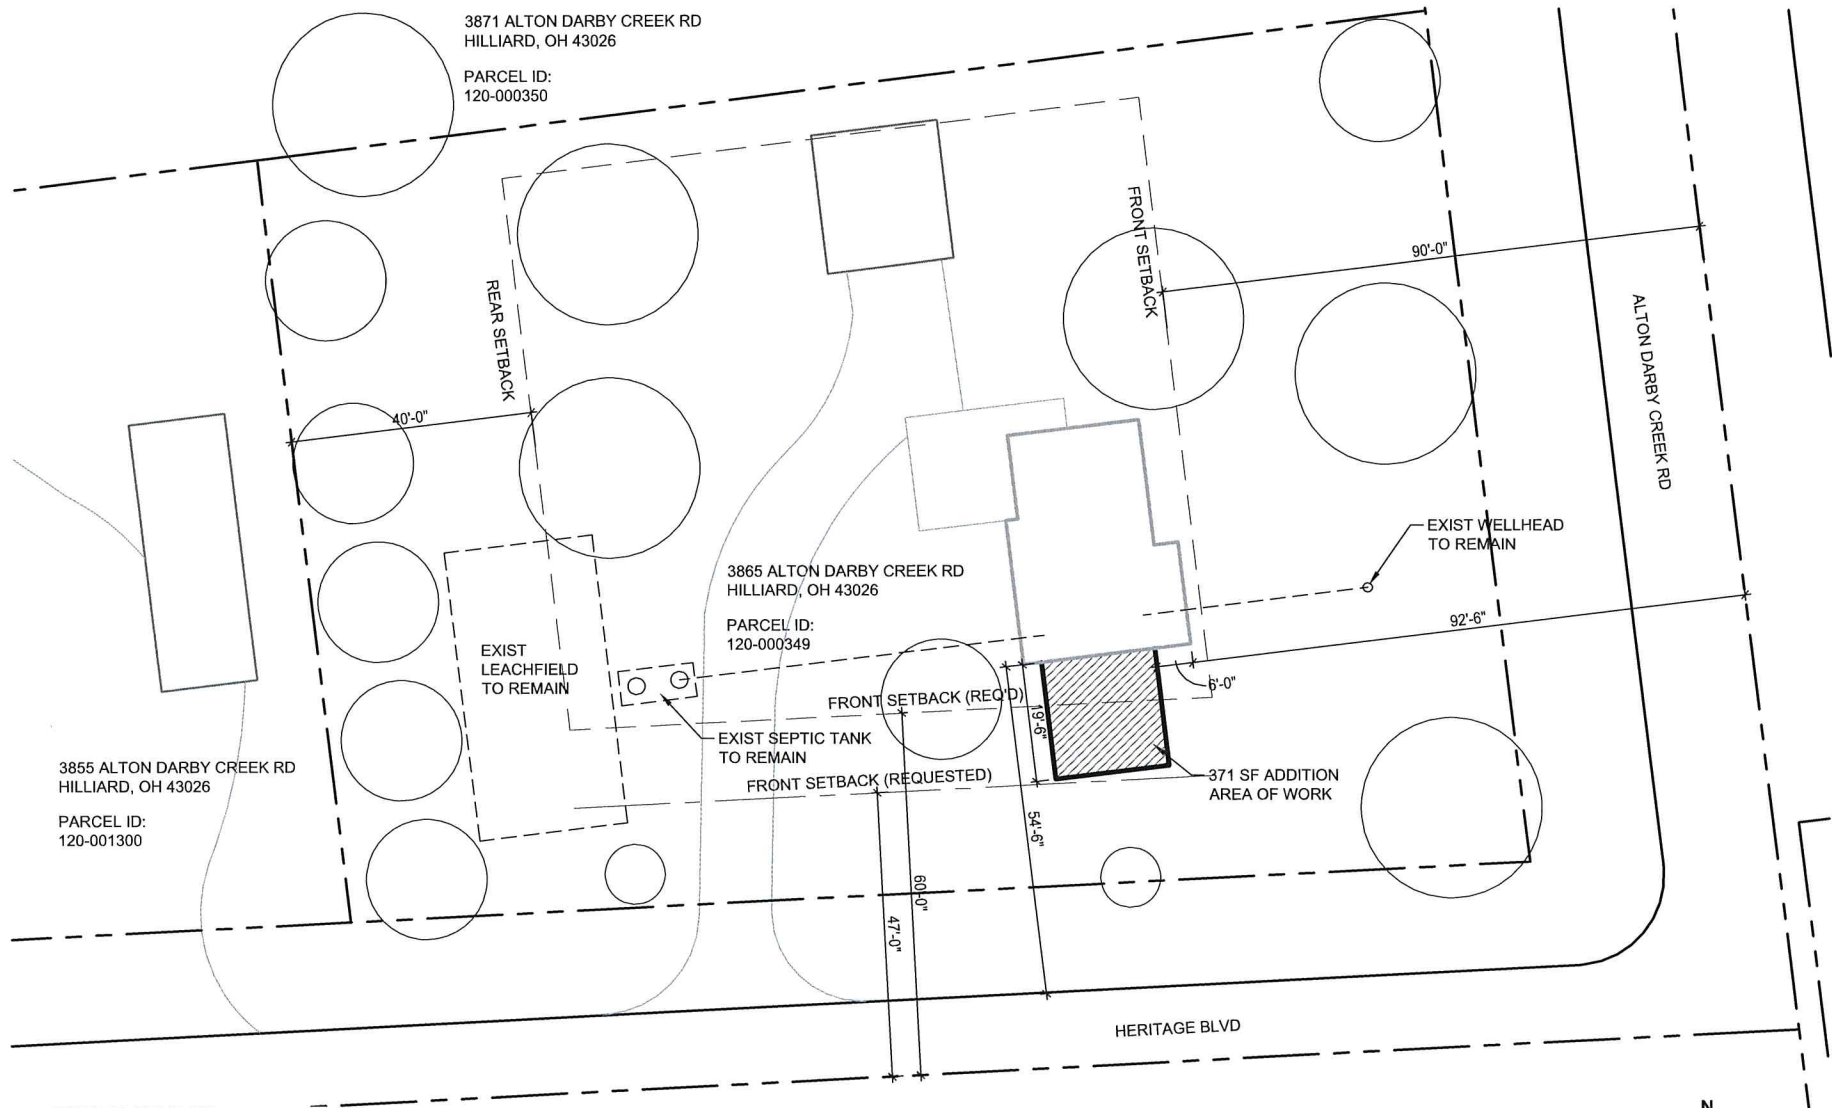 3871 ALTON DARBY CREEK RD
HILLIARD, OH 43026
PARCEL ID:
120-000350
FRONT SETBACK
90'-0"
REAR SETBACK
40'-0"
ALTON DARBY CREEK RD
EXIST WELLHEAD
TO REMAIN
3865 ALTON DARBY CREEK RD
HILLIARD, OH 43026
PARCEL ID:
120-000349
92'-6"
EXIST
LEACHFIELD
TO REMAIN
6'-0"
FRONT SETBACK (REQ'D)
19'-6"
EXIST SEPTIC TANK
TO REMAIN
3855 ALTON DARBY CREEK RD
HILLIARD, OH 43026
PARCEL ID:
120-001300
FRONT SETBACK (REQUESTED)
371 SF ADDITION
AREA OF WORK
54'-6"
60'-0"
47'-0"
HERITAGE BLVD
N